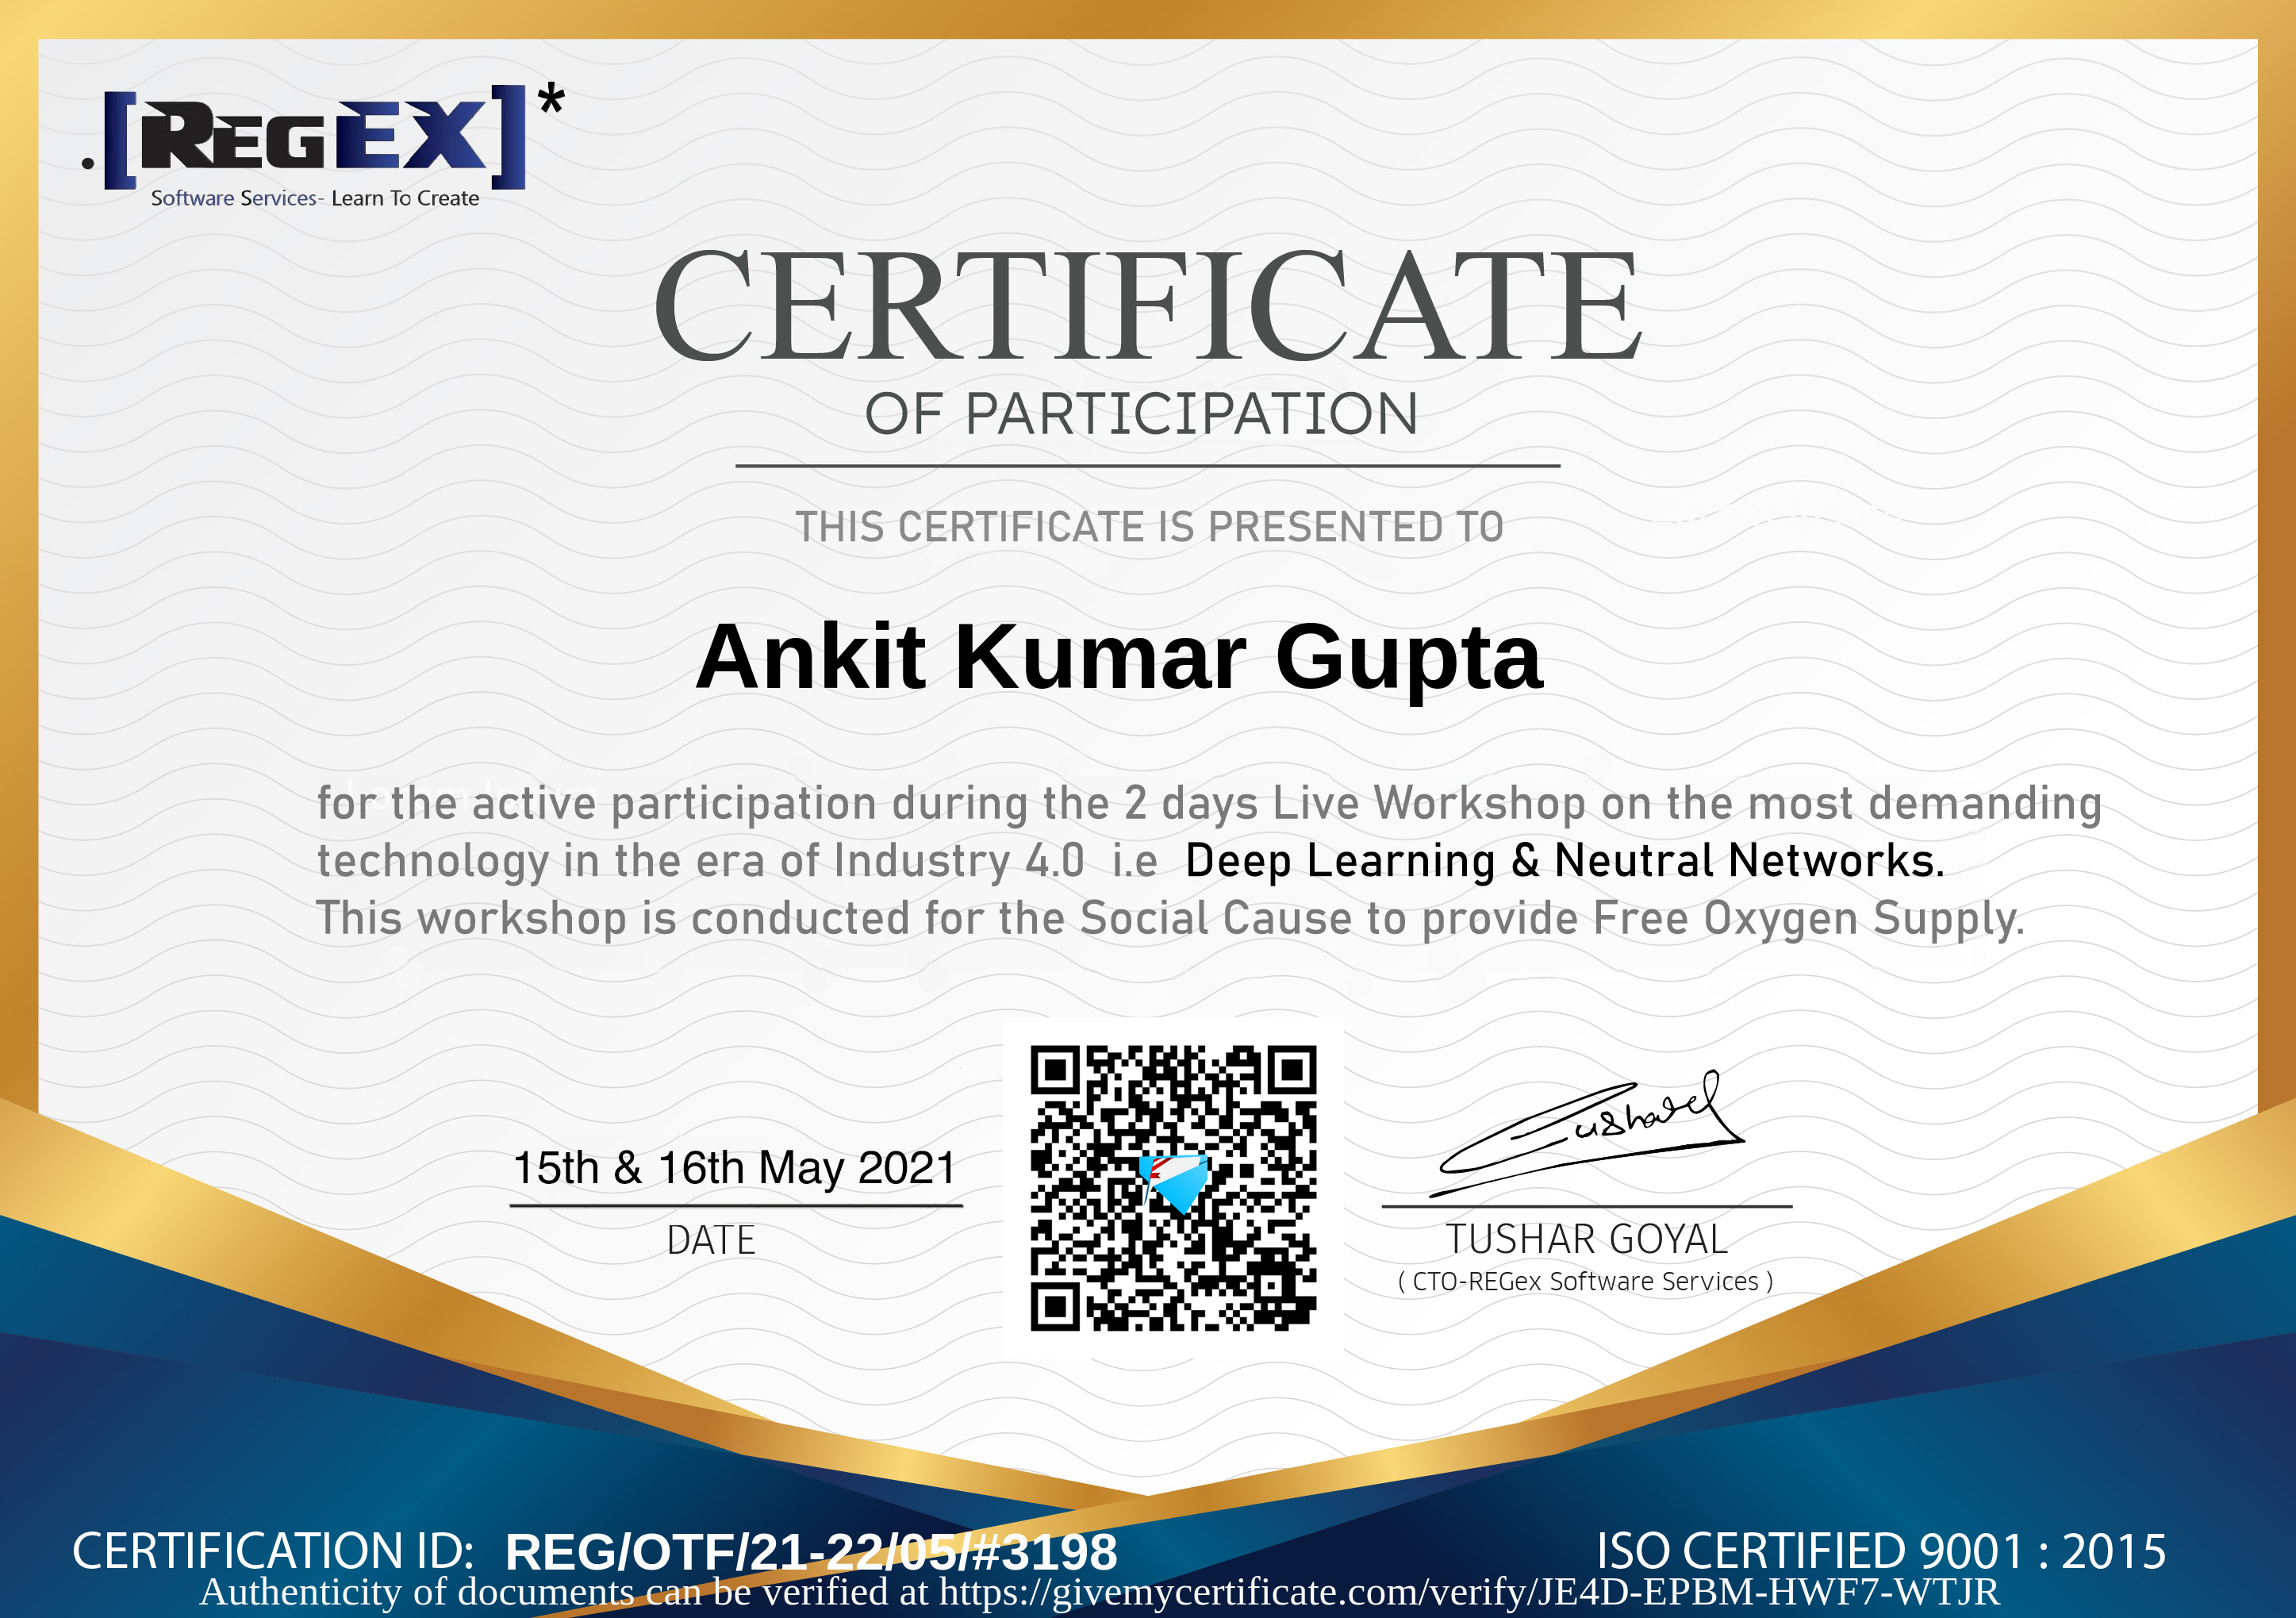 .[REGEX]*
Software Services- Learn To Create
CERTIFICATE
OF PARTICIPATION
THIS CERTIFICATE IS PRESENTED TO
Ankit Kumar Gupta
for the active participation during the 2 days Live Workshop on the most demanding
technology in the era of Industry 4.0 i.e Deep Learning & Neutral Networks.
This workshop is conducted for the Social Cause to provide Free Oxygen Supply.
15th & 16th May 2021
DATE
Tushar
TUSHAR GOYAL
( CTO-REGex Software Services )
CERTIFICATION ID: REG/OTF/21-22/05/#3198
ISO CERTIFIED 9001 : 2015
Authenticity of documents can be verified at https://givemycertificate.com/verify/JE4D-EPBM-HWF7-WTJR